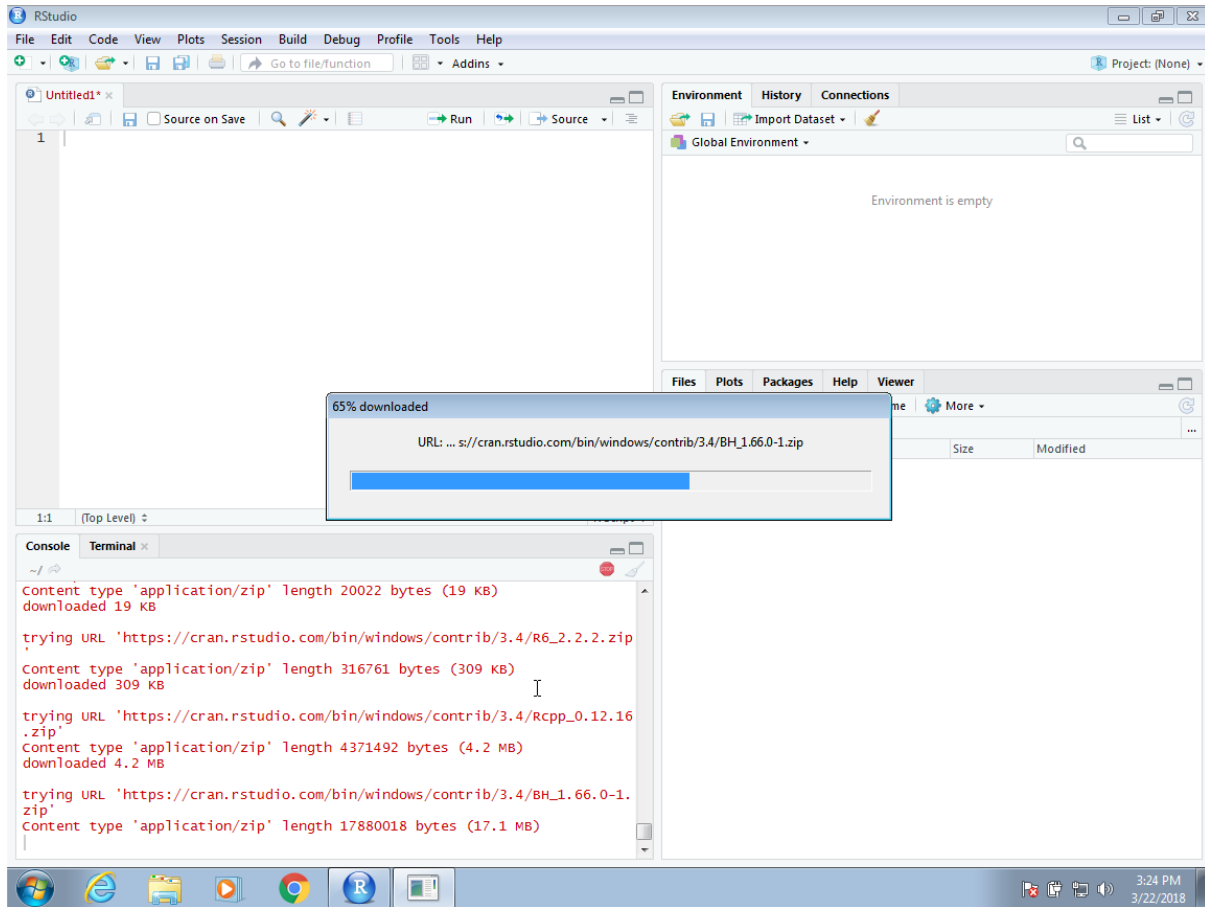 RStudio
File Edit Code View Plots Session Build Debug Profile Tools Help
Go to file/function Addins Project: (None)
Untitled1*
Source on Save Run Source
1
1:1 (Top Level)
Console Terminal
~/
Content type 'application/zip' length 20022 bytes (19 KB)
downloaded 19 KB
trying URL 'https://cran.rstudio.com/bin/windows/contrib/3.4/R6_2.2.2.zip
'
Content type 'application/zip' length 316761 bytes (309 KB)
downloaded 309 KB
trying URL 'https://cran.rstudio.com/bin/windows/contrib/3.4/Rcpp_0.12.16
.zip'
Content type 'application/zip' length 4371492 bytes (4.2 MB)
downloaded 4.2 MB
trying URL 'https://cran.rstudio.com/bin/windows/contrib/3.4/BH_1.66.0-1.
zip'
Content type 'application/zip' length 17880018 bytes (17.1 MB)
Environment History Connections
Import Dataset List
Global Environment
Environment is empty
Files Plots Packages Help Viewer
me More
...
Size Modified
65% downloaded
URL: ... s://cran.rstudio.com/bin/windows/contrib/3.4/BH_1.66.0-1.zip
STOP
R
3:24 PM
3/22/2018